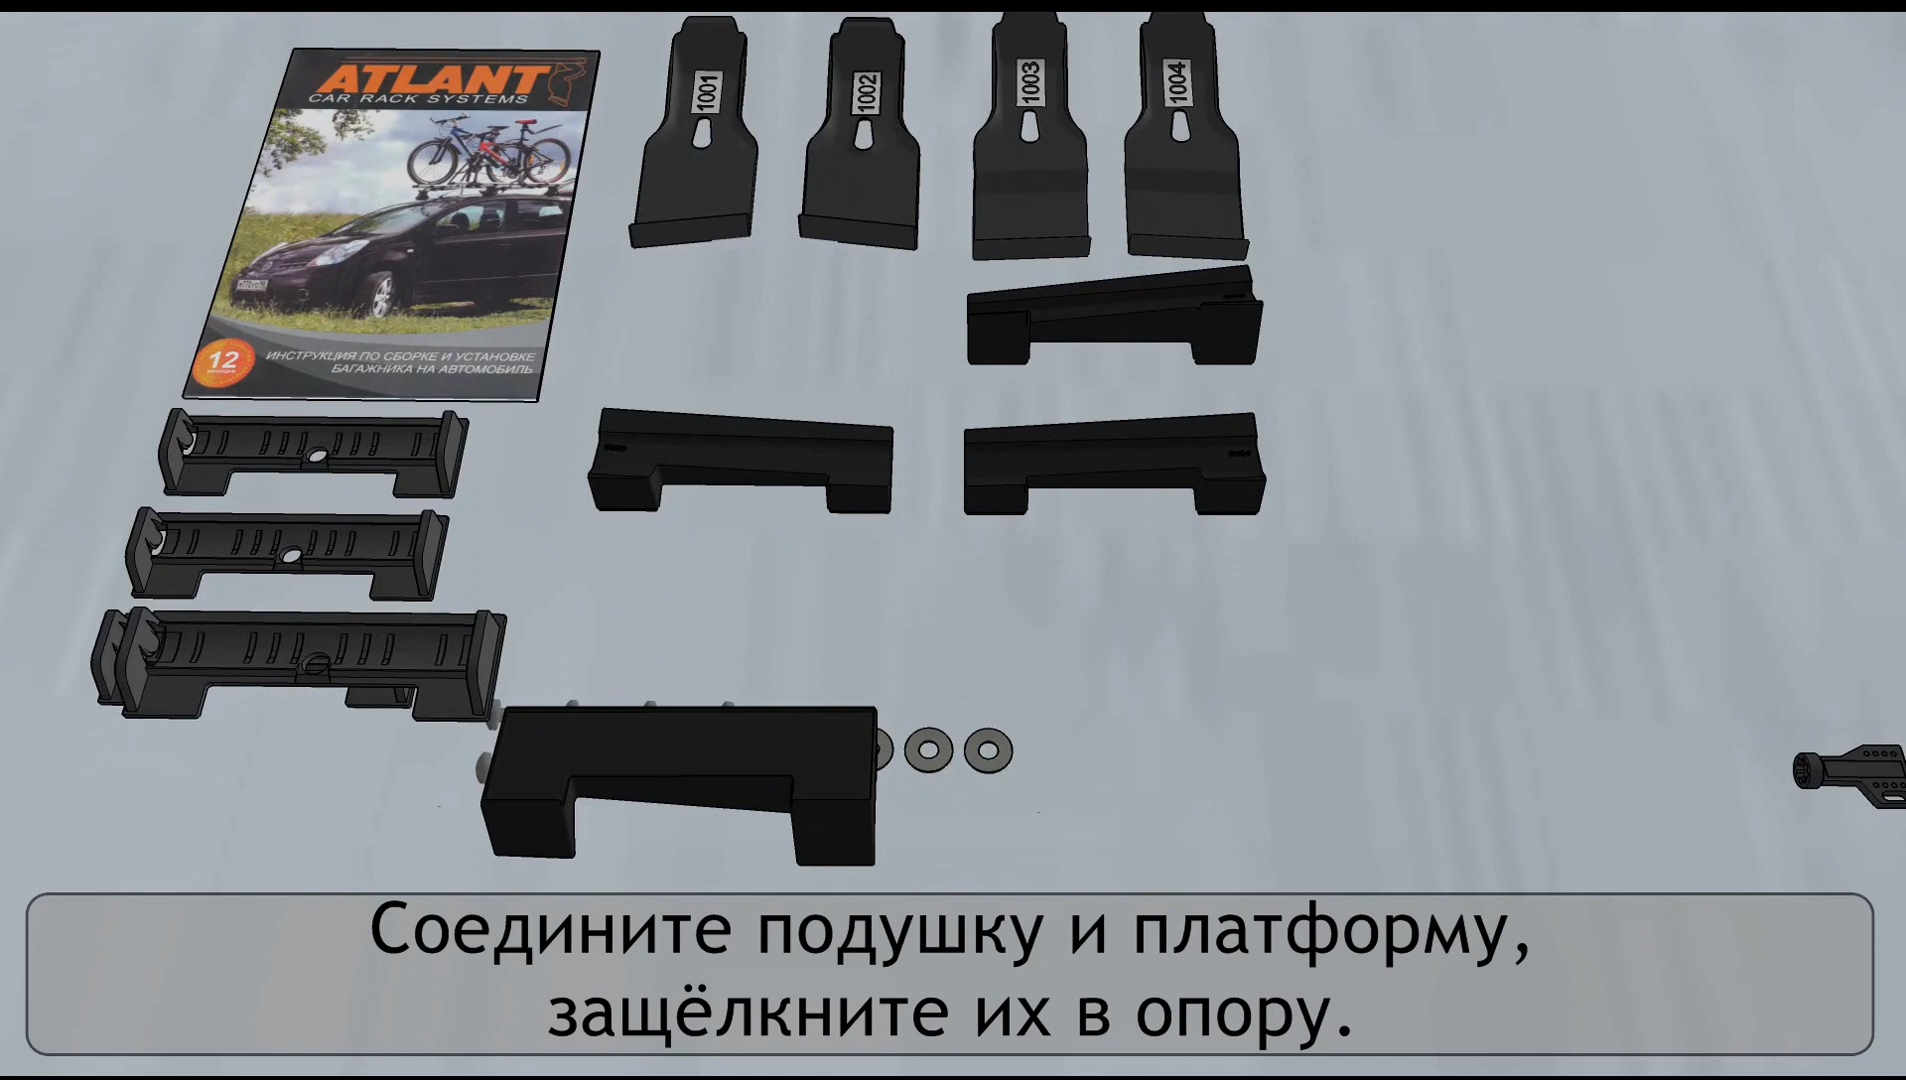 ATLANT
CAR RACK SYSTEMS
1001
1002
1003
1004
12
ИНСТРУКЦИЯ ПО СБОРКЕ И УСТАНОВКЕ
БАГАЖНИКА НА АВТОМОБИЛЬ
Соедините подушку и платформу,
защёлкните их в опору.